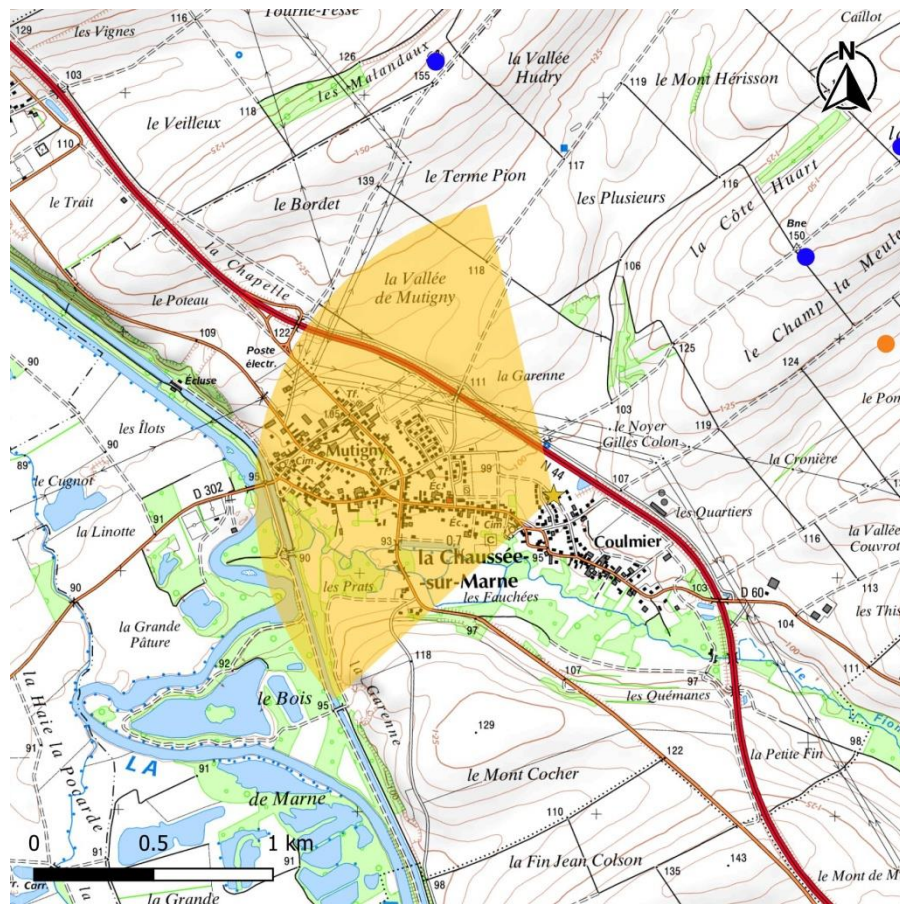 129
116
Tourne-Fesse
les Vignes
126
les Malandaux
155
la Vallée
Hudry
Caillot
N
103
118
le Veilleux
119
le Mont Hérisson
110
le Trait
139
le Bordet
le Terme Pion
117
les Plusieurs
116
la Côte Huart
Bne
150
la Chapelle
la Vallée
de Mutigny
118
106
le Champ la Meule
le Poteau
109
122
Poste
électr.
90
125
124
Écluse
111
la Garenne
les Îlots
103
le Noyer
Gilles Colon
119
Mutigny
la Cronière
89
le Cugnot
95
Cim.
Éc.
99
N 44
107
D 302
91
la Linotte
les Quartiers
Éc.
Cim.
Coulmier
116
la Vallée
Couvrot
90
93
0.7
la Chaussée-
-sur-Marne
95
les Prats
les Fauchées
103
D 60
113
les This
104
90
la Grande
Pâture
97
118
107
111
92
les Quémanes
97
le Bois
95
la Garenne
129
98
la Haie la Pocarde
91
la Petite Fin
122
LA
91
de Marne
le Mont Cocher
110
0
0.5
1 km
la Fin Jean Colson
135
143
le Mont de M
Carr.
91
la Grande
98